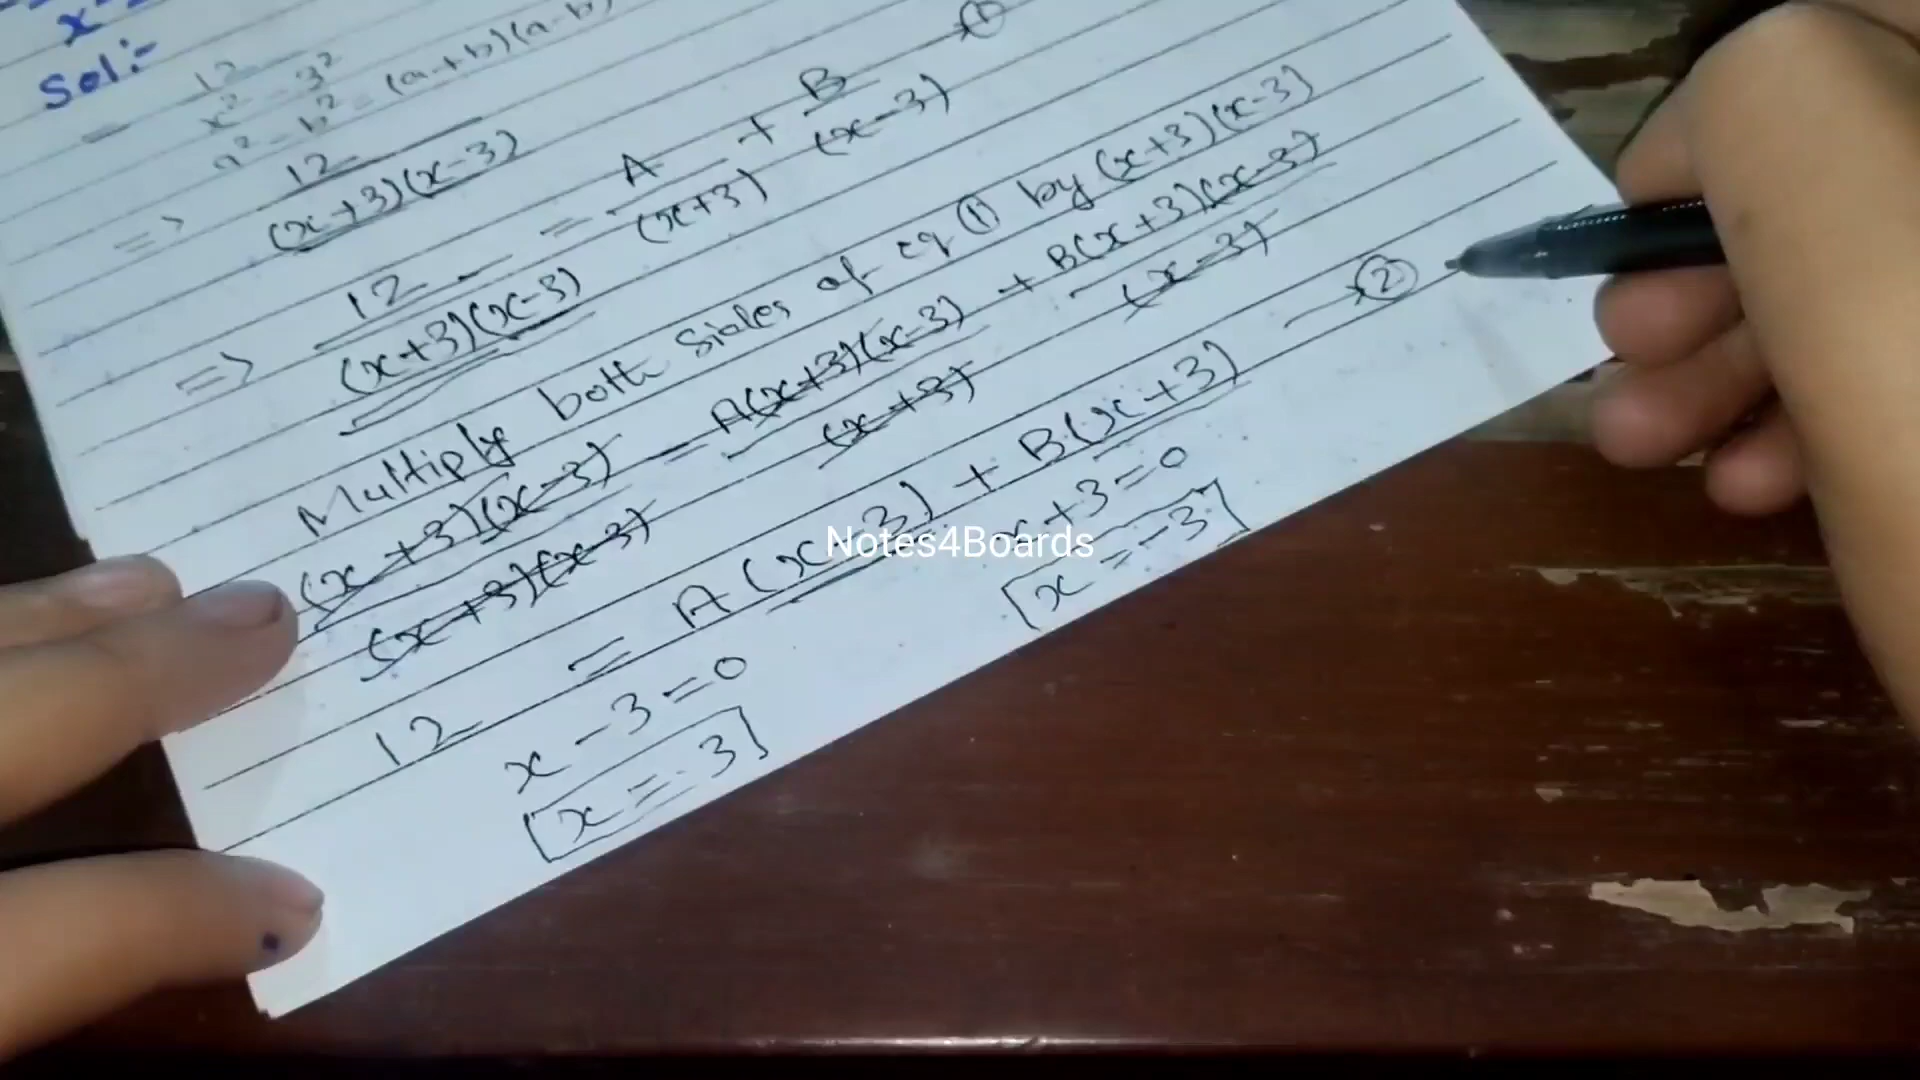 Sol:-
= 12 / x² - 3²
a² - b² = (a+b)(a-b)
=> 12 / (x+3)(x-3)
=> 12 / (x+3)(x-3) = A / (x+3) + B / (x-3) → ①
Multiply both sides of eq ① by (x+3)(x-3)
(x+3)(x-3) / (x+3)(x-3) = A(x+3)(x-3) / (x+3) + B(x+3)(x-3) / (x-3)
12 = A(x-3) + B(x+3) → ②
x-3=0 x+3=0
x=3 x=-3
Notes4Boards